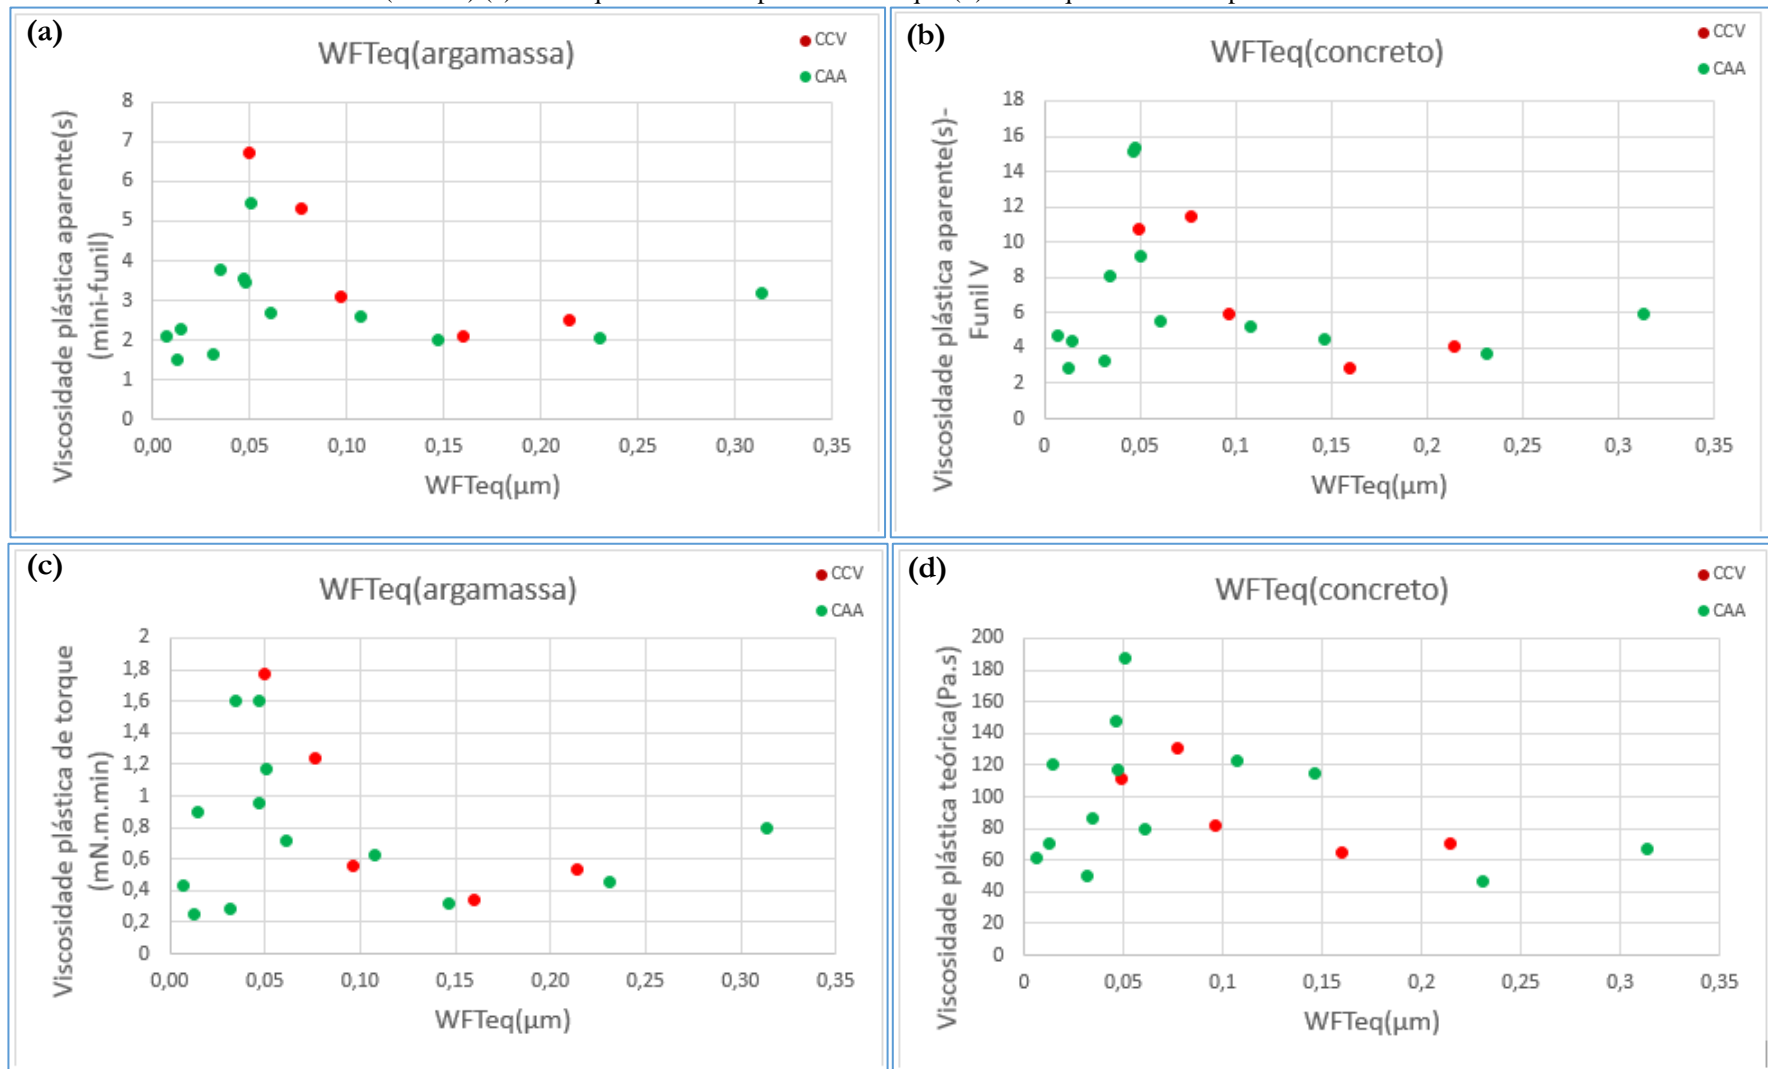 (a)
WFTeq(argamassa)
CCV
CAA
Viscosidade plástica aparente(s)
(mini-funil)
8
7
6
5
4
3
2
1
0
0,00 0,05 0,10 0,15 0,20 0,25 0,30 0,35
WFTeq(μm)
(b)
WFTeq(concreto)
CCV
CAA
Viscosidade plástica aparente(s)-
Funil V
18
16
14
12
10
8
6
4
2
0
0 0,05 0,1 0,15 0,2 0,25 0,3 0,35
WFTeq(μm)
(c)
WFTeq(argamassa)
CCV
CAA
Viscosidade plástica de torque
(mN.m.min)
2
1,8
1,6
1,4
1,2
1
0,8
0,6
0,4
0,2
0
0,00 0,05 0,10 0,15 0,20 0,25 0,30 0,35
WFTeq(μm)
(d)
WFTeq(concreto)
CCV
CAA
Viscosidade plástica teórica(Pa.s)
200
180
160
140
120
100
80
60
40
20
0
0 0,05 0,1 0,15 0,2 0,25 0,3 0,35
WFTeq(μm)